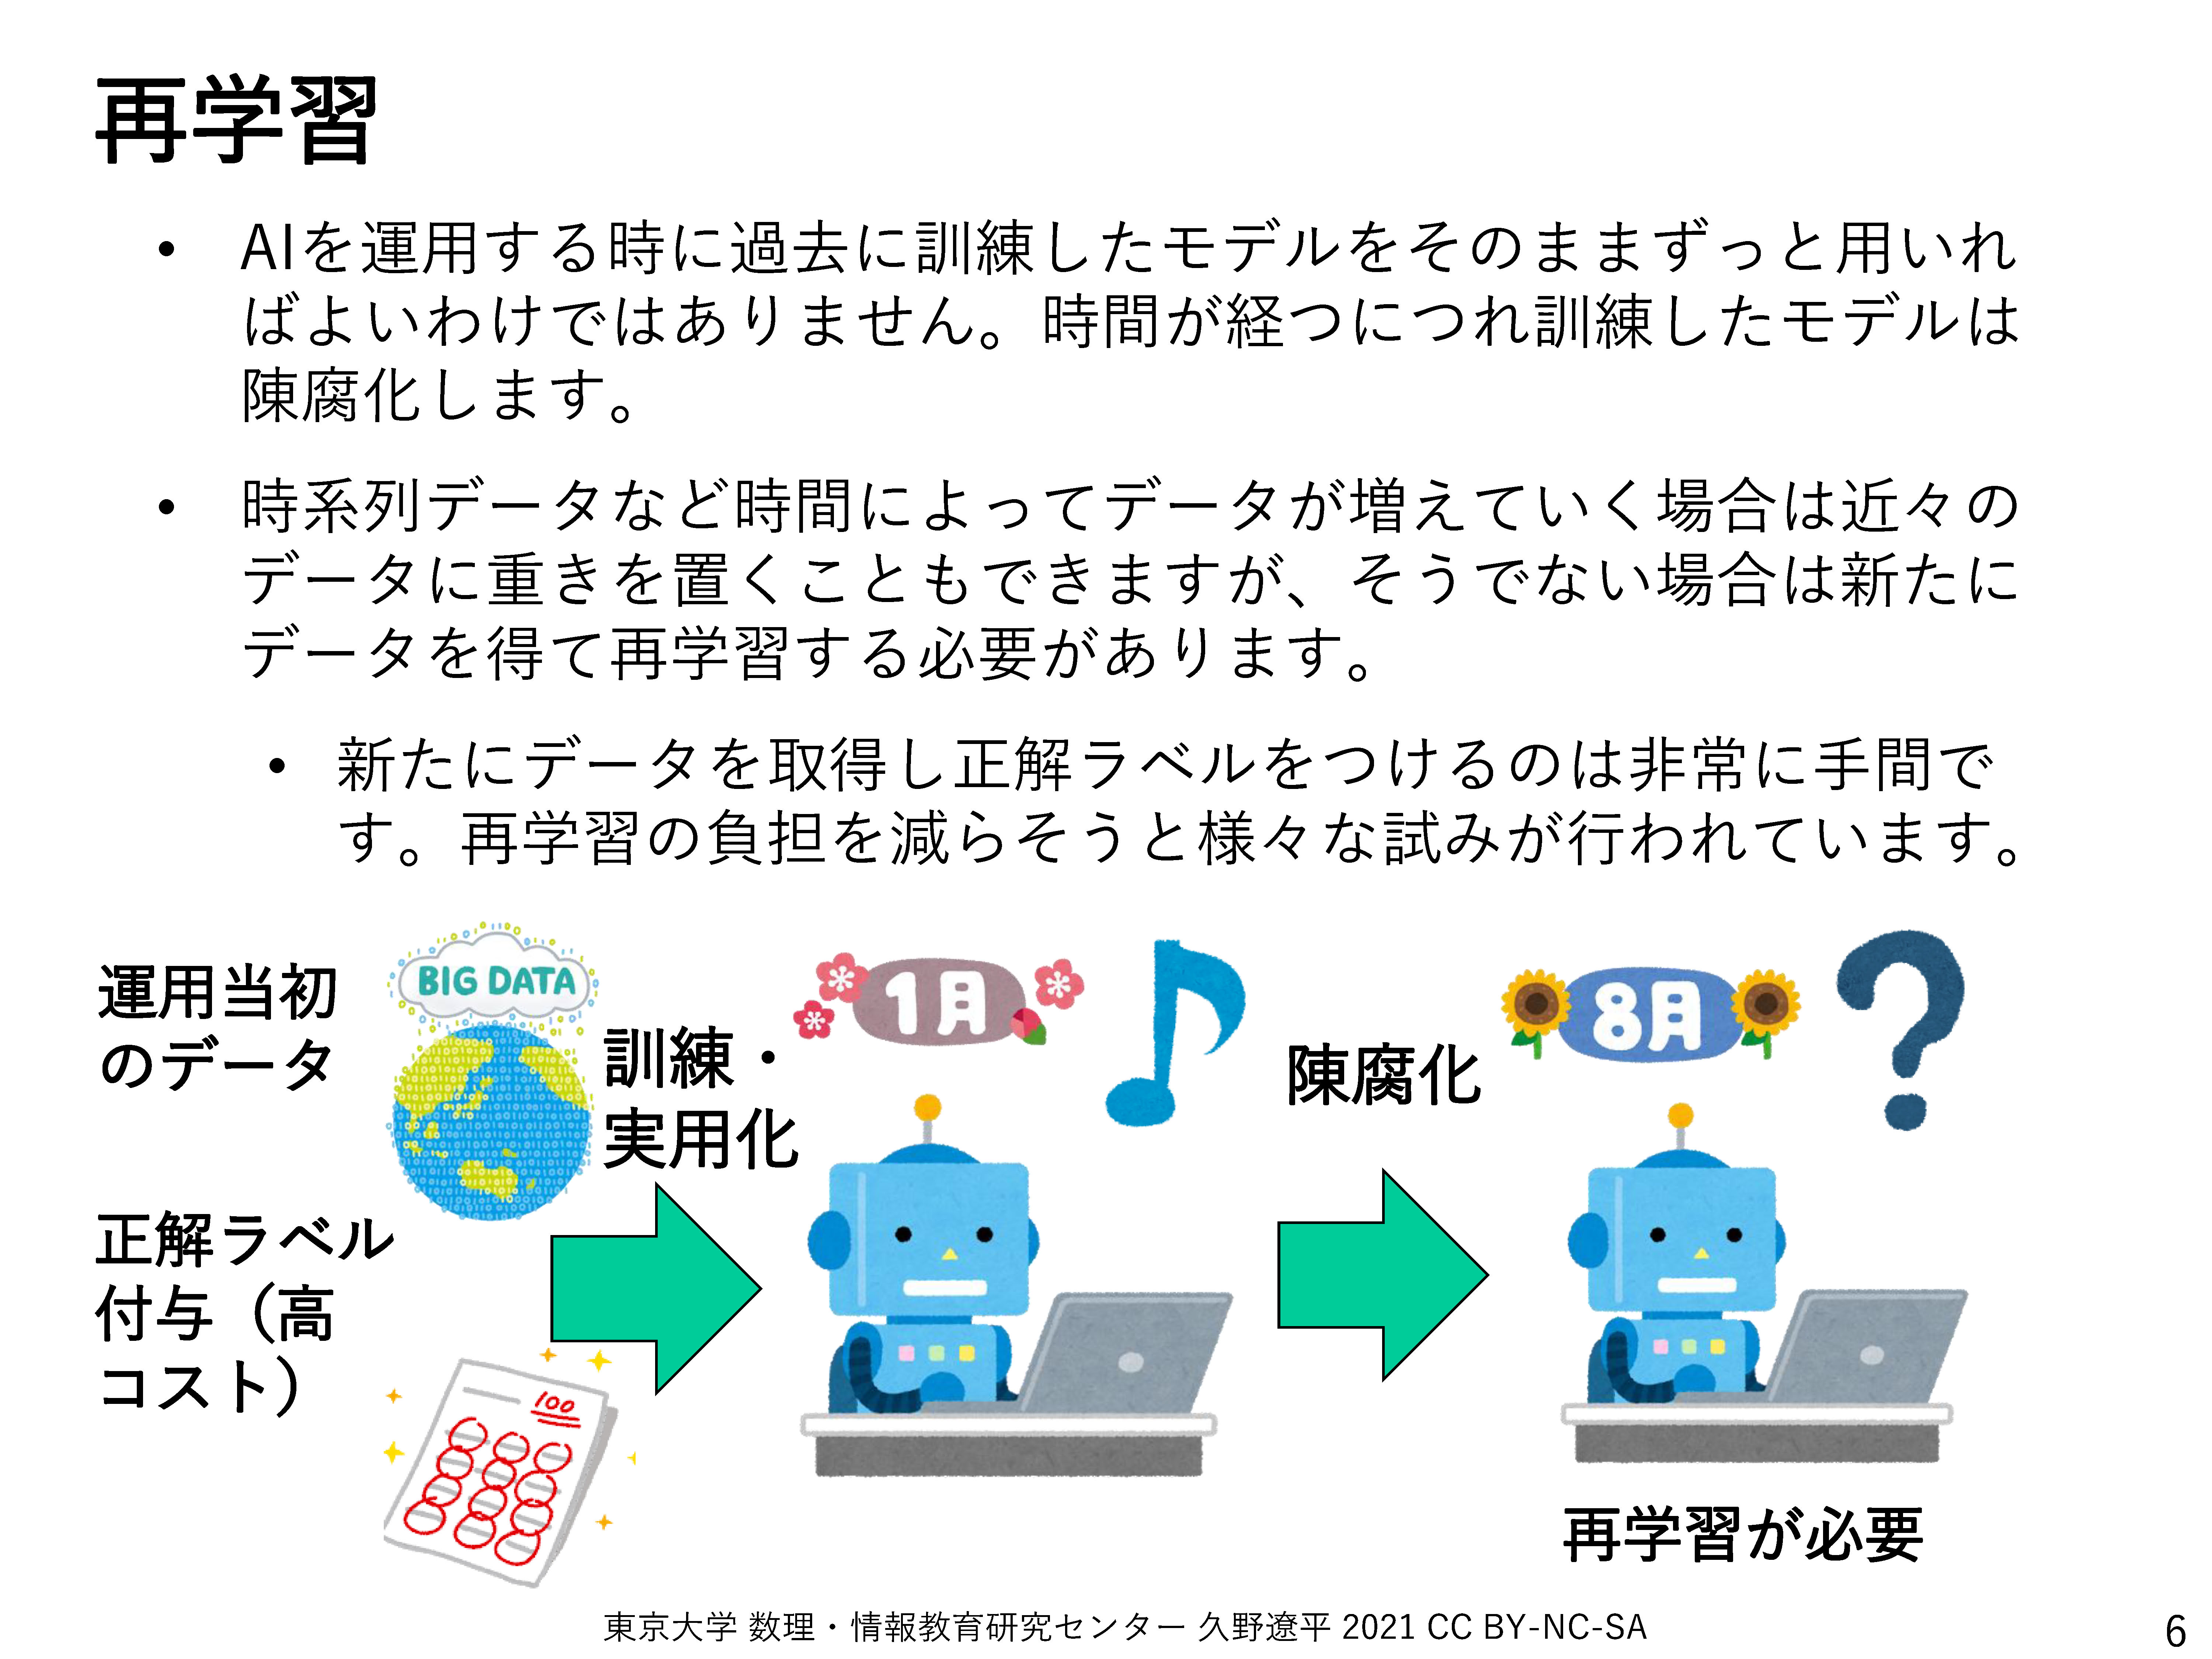 再学習
• AIを運用する時に過去に訓練したモデルをそのままずっと用いれ
ばよいわけではありません。時間が経つにつれ訓練したモデルは
陳腐化します。
• 時系列データなど時間によってデータが増えていく場合は近々の
データに重きを置くこともできますが、そうでない場合は新たに
データを得て再学習する必要があります。
• 新たにデータを取得し正解ラベルをつけるのは非常に手間で
す。再学習の負担を減らそうと様々な試みが行われています。
運用当初
のデータ
BIG DATA
正解ラベル
付与（高
コスト）
100
訓練・
実用化
1月
陳腐化
8月
再学習が必要
東京大学 数理・情報教育研究センター 久野遼平 2021 CC BY-NC-SA
6